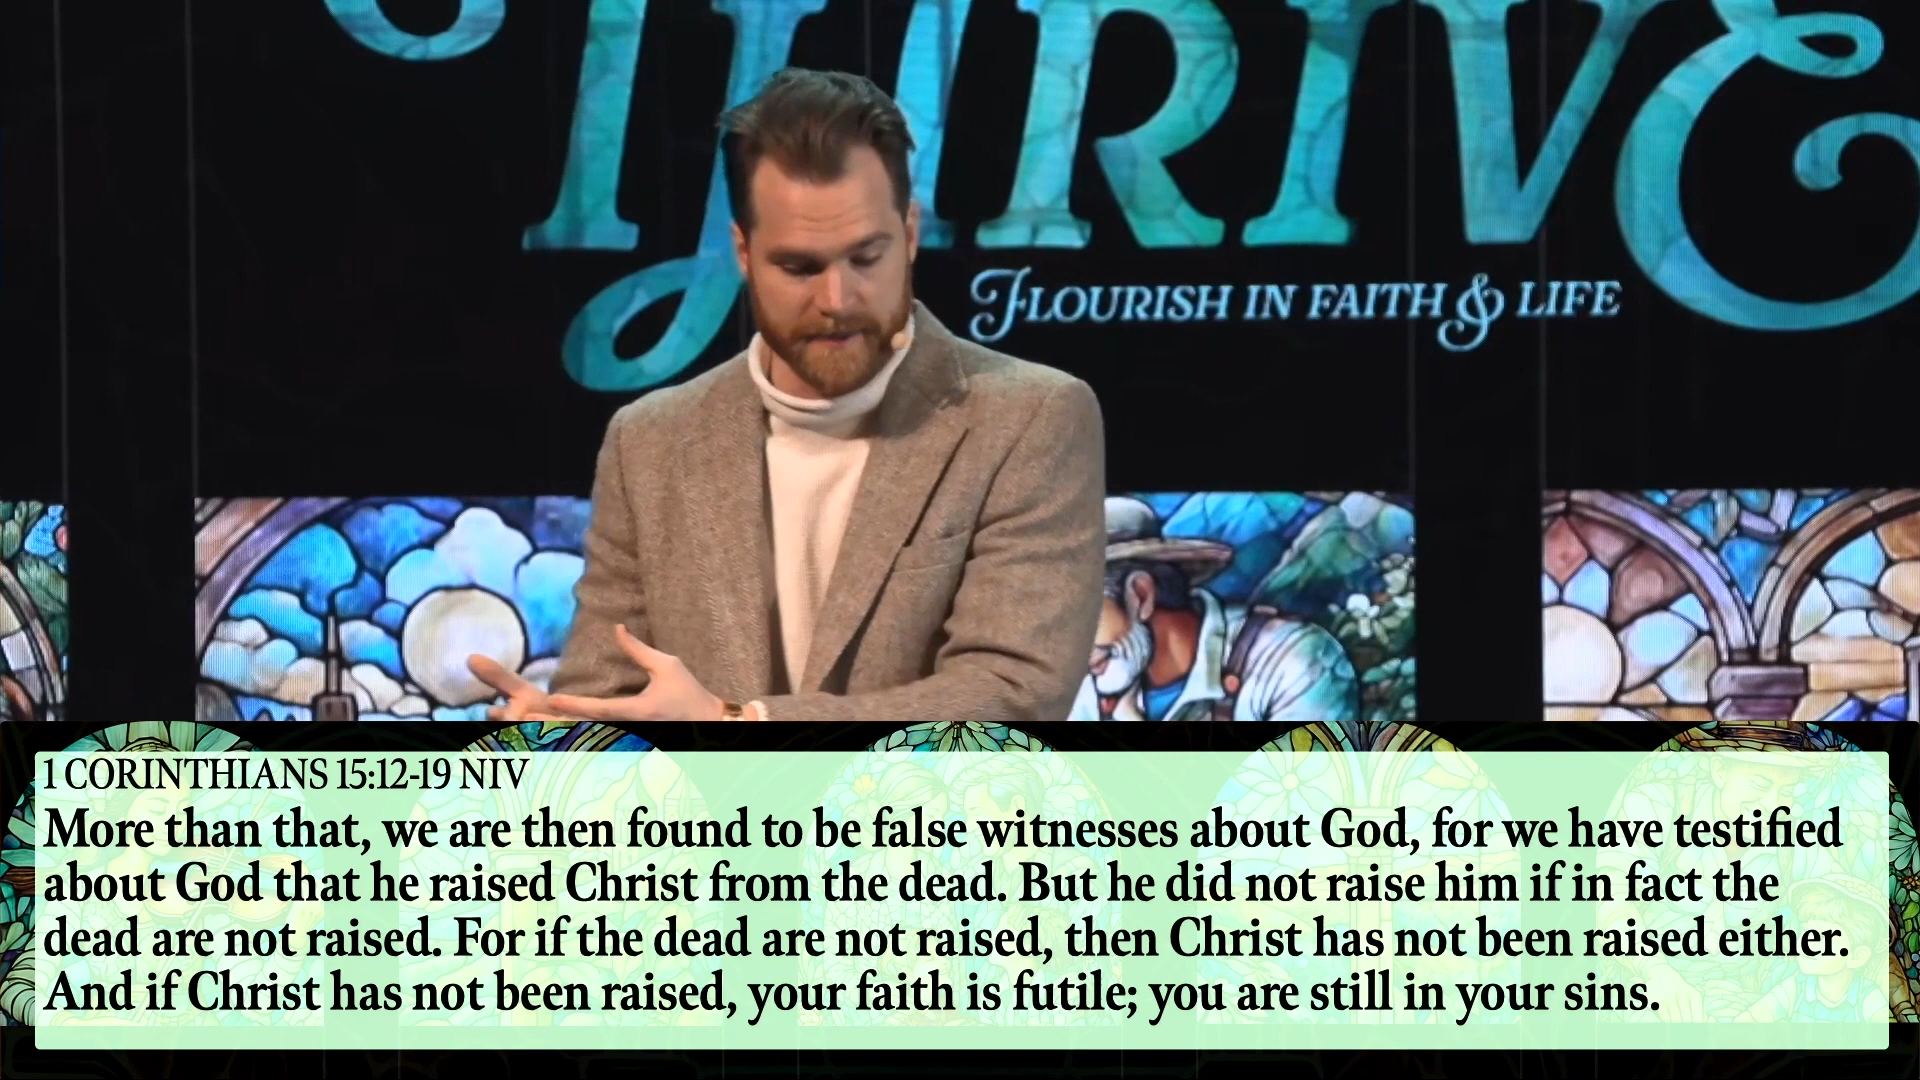 THRIVE
FLOURISH IN FAITH & LIFE
1 CORINTHIANS 15:12-19 NIV
More than that, we are then found to be false witnesses about God, for we have testified
about God that he raised Christ from the dead. But he did not raise him if in fact the
dead are not raised. For if the dead are not raised, then Christ has not been raised either.
And if Christ has not been raised, your faith is futile; you are still in your sins.